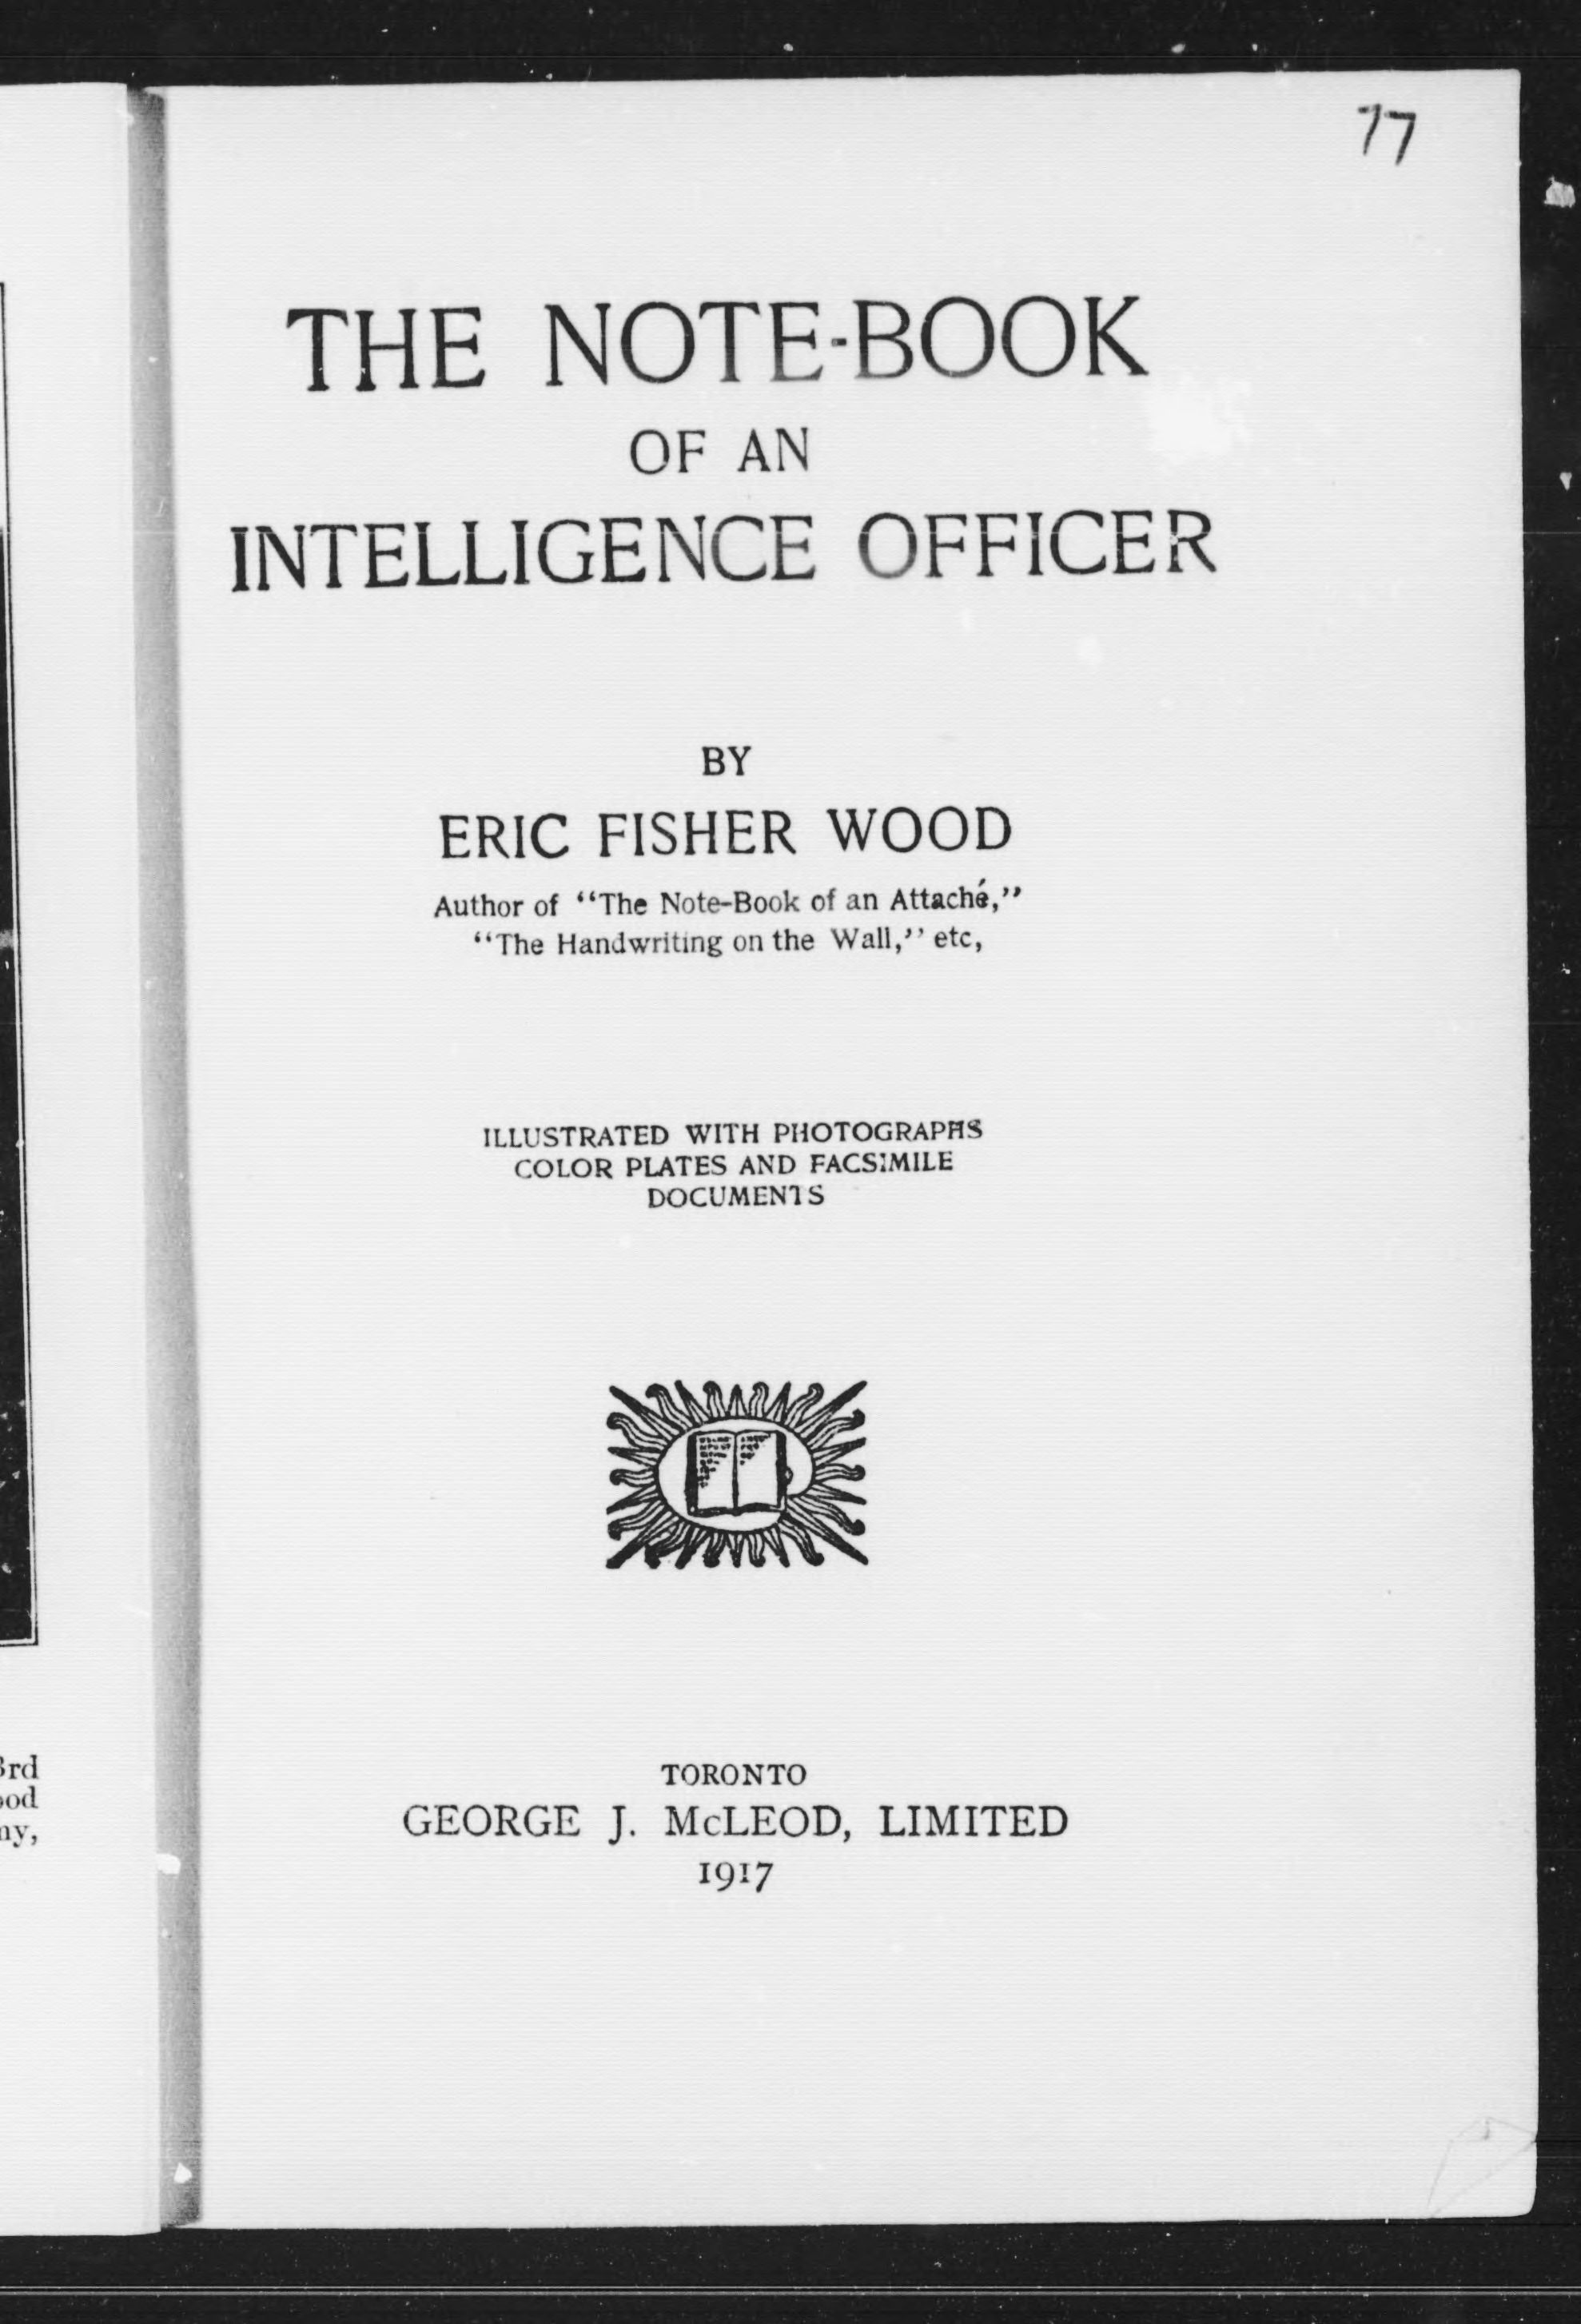 77
THE NOTE-BOOK
OF AN
INTELLIGENCE OFFICER
BY
ERIC FISHER WOOD
Author of “The Note-Book of an Attaché,”
“The Handwriting on the Wall,” etc,
ILLUSTRATED WITH PHOTOGRAPHS
COLOR PLATES AND FACSIMILE
DOCUMENTS
TORONTO
GEORGE J. McLEOD, LIMITED
1917